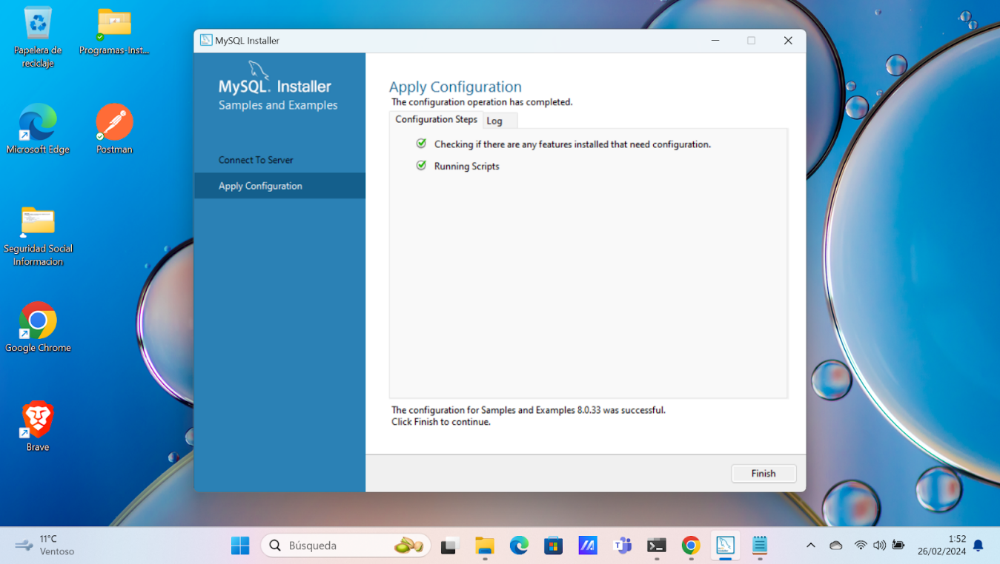 Papelera de
reciclaje
Programas-Inst...
Microsoft Edge
Postman
Seguridad Social
Informacion
Google Chrome
Brave
MySQL Installer
MySQL. Installer
Samples and Examples
Connect To Server
Apply Configuration
Apply Configuration
The configuration operation has completed.
Configuration Steps
Log
Checking if there are any features installed that need configuration.
Running Scripts
The configuration for Samples and Examples 8.0.33 was successful.
Click Finish to continue.
Finish
11°C
Ventoso
Búsqueda
1:52
26/02/2024